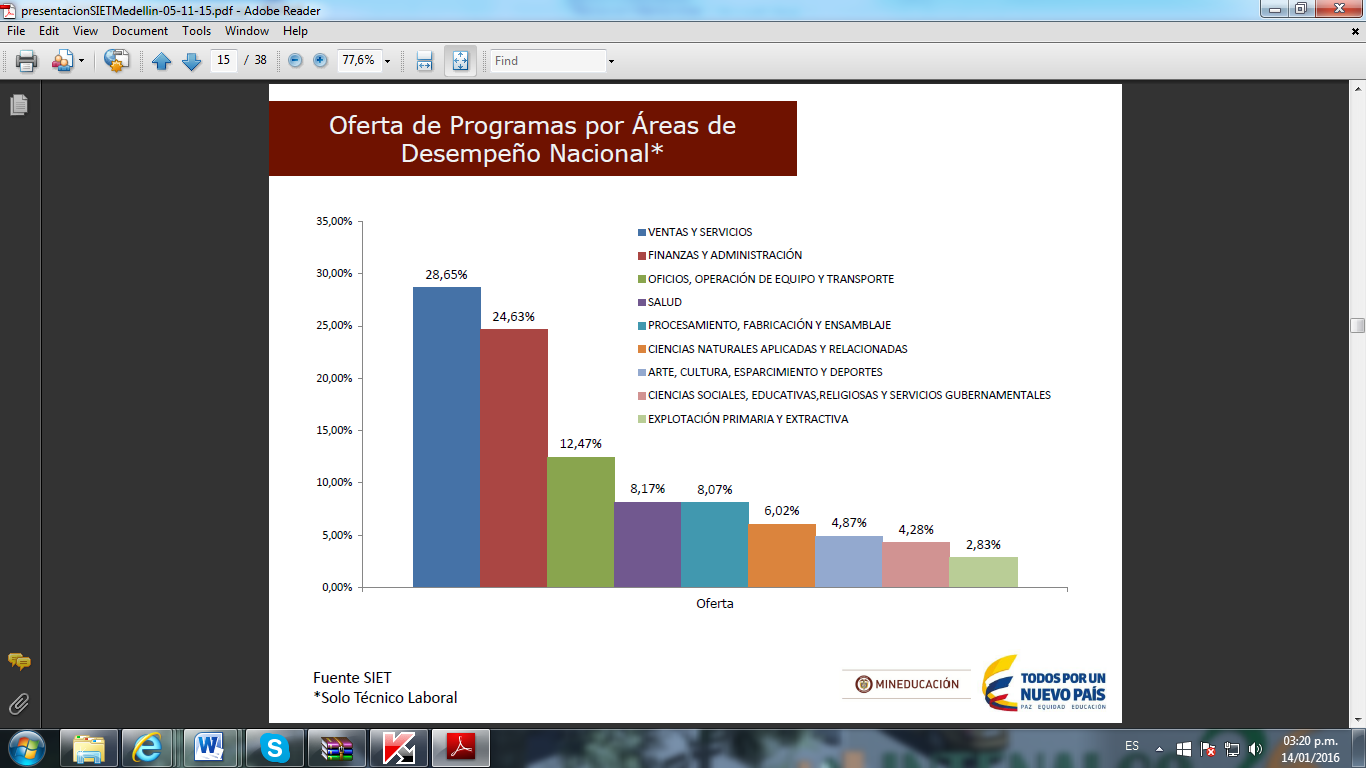 presentacionSIETMedellin-05-11-15.pdf - Adobe Reader
File Edit View Document Tools Window Help
15 / 38 77,6% Find
Oferta de Programas por Áreas de
Desempeño Nacional*
35,00%
30,00%
25,00%
20,00%
15,00%
10,00%
5,00%
0,00%
28,65%
24,63%
12,47%
8,17%
8,07%
6,02%
4,87%
4,28%
2,83%
VENTAS Y SERVICIOS
FINANZAS Y ADMINISTRACIÓN
OFICIOS, OPERACIÓN DE EQUIPO Y TRANSPORTE
SALUD
PROCESAMIENTO, FABRICACIÓN Y ENSAMBLAJE
CIENCIAS NATURALES APLICADAS Y RELACIONADAS
ARTE, CULTURA, ESPARCIMIENTO Y DEPORTES
CIENCIAS SOCIALES, EDUCATIVAS,RELIGIOSAS Y SERVICIOS GUBERNAMENTALES
EXPLOTACIÓN PRIMARIA Y EXTRACTIVA
Oferta
Fuente SIET
*Solo Técnico Laboral
MINEDUCACIÓN
TODOS POR UN
NUEVO PAÍS
PAZ EQUIDAD EDUCACIÓN
ES
03:20 p.m.
14/01/2016